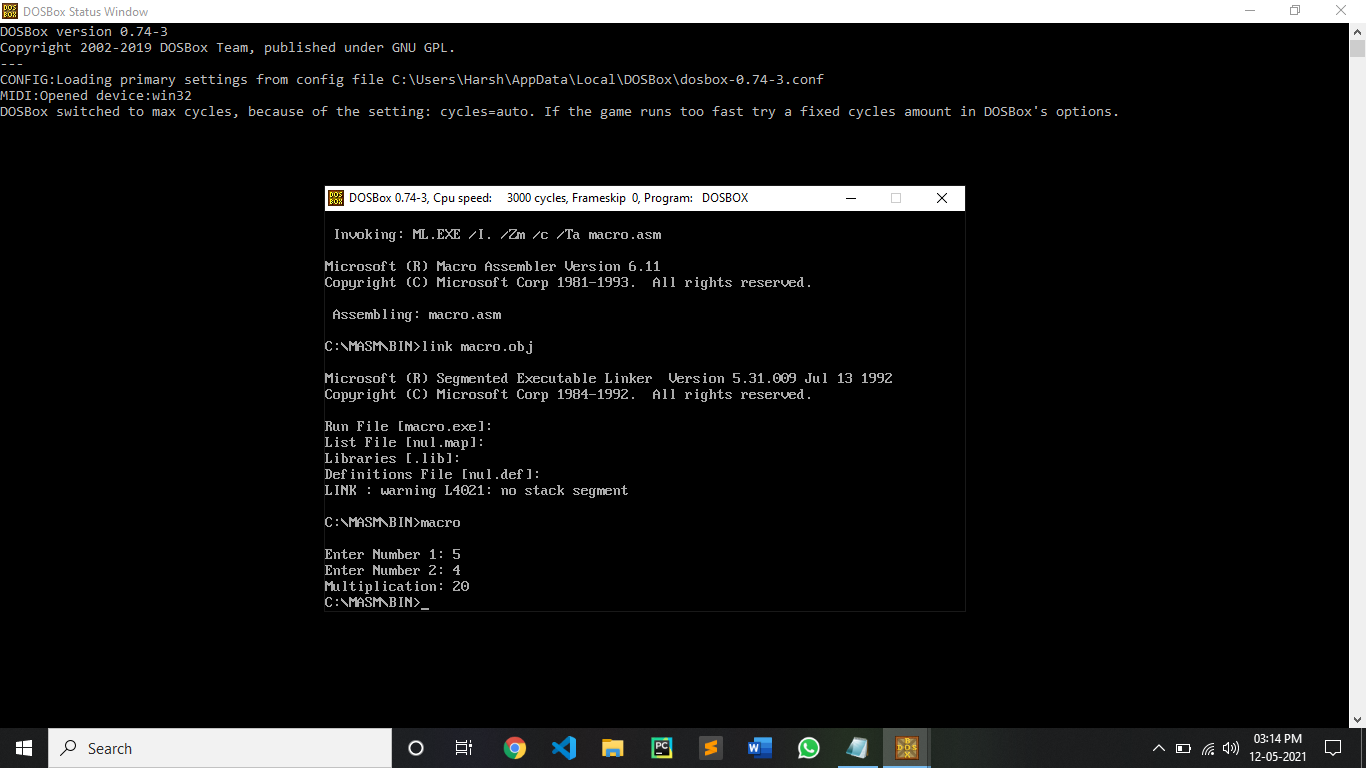 DOSBox Status Window
DOSBox version 0.74-3
Copyright 2002-2019 DOSBox Team, published under GNU GPL.
---
CONFIG:Loading primary settings from config file C:\Users\Harsh\AppData\Local\DOSBox\dosbox-0.74-3.conf
MIDI:Opened device:win32
DOSBox switched to max cycles, because of the setting: cycles=auto. If the game runs too fast try a fixed cycles amount in DOSBox's options.
DOSBox 0.74-3, Cpu speed:    3000 cycles, Frameskip  0, Program:   DOSBOX
Invoking: ML.EXE /I. /Zm /c /Ta macro.asm
Microsoft (R) Macro Assembler Version 6.11
Copyright (C) Microsoft Corp 1981-1993.  All rights reserved.
Assembling: macro.asm
C:\MASM\BIN>link macro.obj
Microsoft (R) Segmented Executable Linker  Version 5.31.009 Jul 13 1992
Copyright (C) Microsoft Corp 1984-1992.  All rights reserved.
Run File [macro.exe]:
List File [nul.map]:
Libraries [.lib]:
Definitions File [nul.def]:
LINK : warning L4021: no stack segment
C:\MASM\BIN>macro
Enter Number 1: 5
Enter Number 2: 4
Multiplication: 20
C:\MASM\BIN>_
Search
03:14 PM
12-05-2021